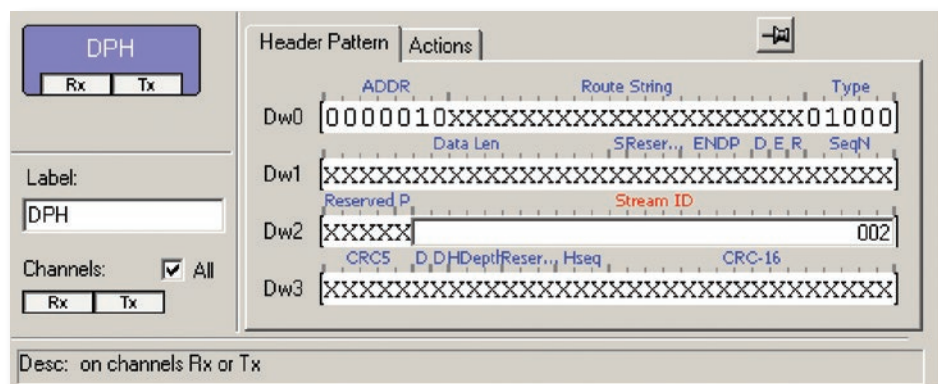 DPH
Rx Tx
Label:
DPH
Channels: All
Rx Tx
Header Pattern Actions
ADDR Route String Type
Dw0 0000010XXXXXXXXXXXXXXXXXXXX01000
Data Len SReser.., ENDP D E R SeqN
Dw1 XXXXXXXXXXXXXXXXXXXXXXXXXXXXXXXX
Reserved P Stream ID
Dw2 XXXXX 002
CRC5 D DHDeptHReser.., Hseq CRC-16
Dw3 XXXXXXXXXXXXXXXXXXXXXXXXXXXXXXXX
Desc: on channels Rx or Tx